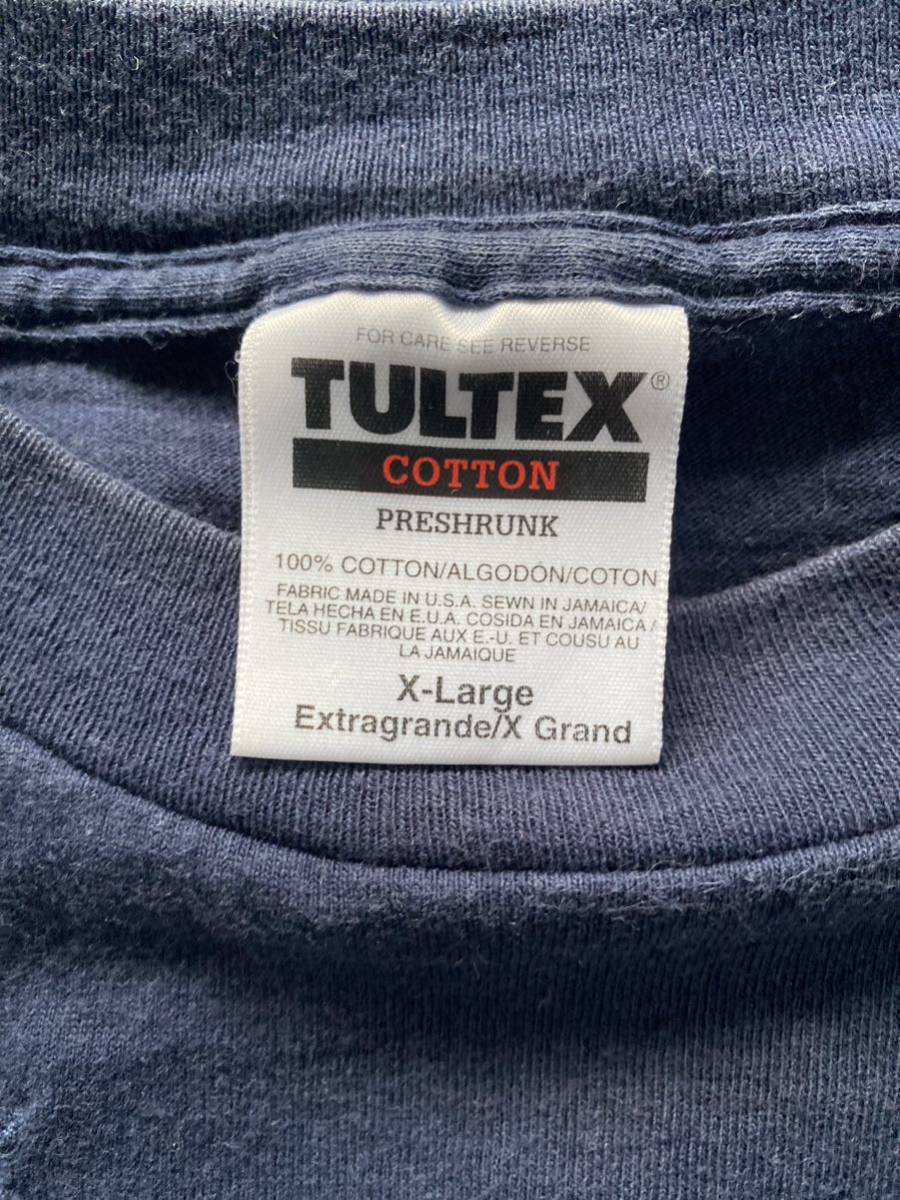 FOR CARE SEE REVERSE
TULTEX®
COTTON
PRESHRUNK
100% COTTON/ALGODON/COTON
FABRIC MADE IN U.S.A. SEWN IN JAMAICA/
TELA HECHA EN E.U.A. COSIDA EN JAMAICA /
TISSU FABRIQUE AUX E.-U. ET COUSU AU
LA JAMAIQUE
X-Large
Extragrande/X Grand